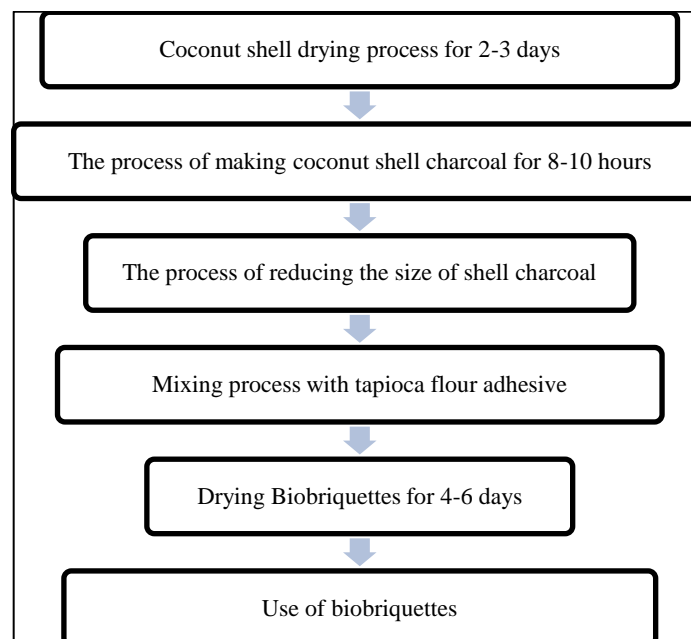 Coconut shell drying process for 2-3 days
The process of making coconut shell charcoal for 8-10 hours
The process of reducing the size of shell charcoal
Mixing process with tapioca flour adhesive
Drying Biobriquettes for 4-6 days
Use of biobriquettes